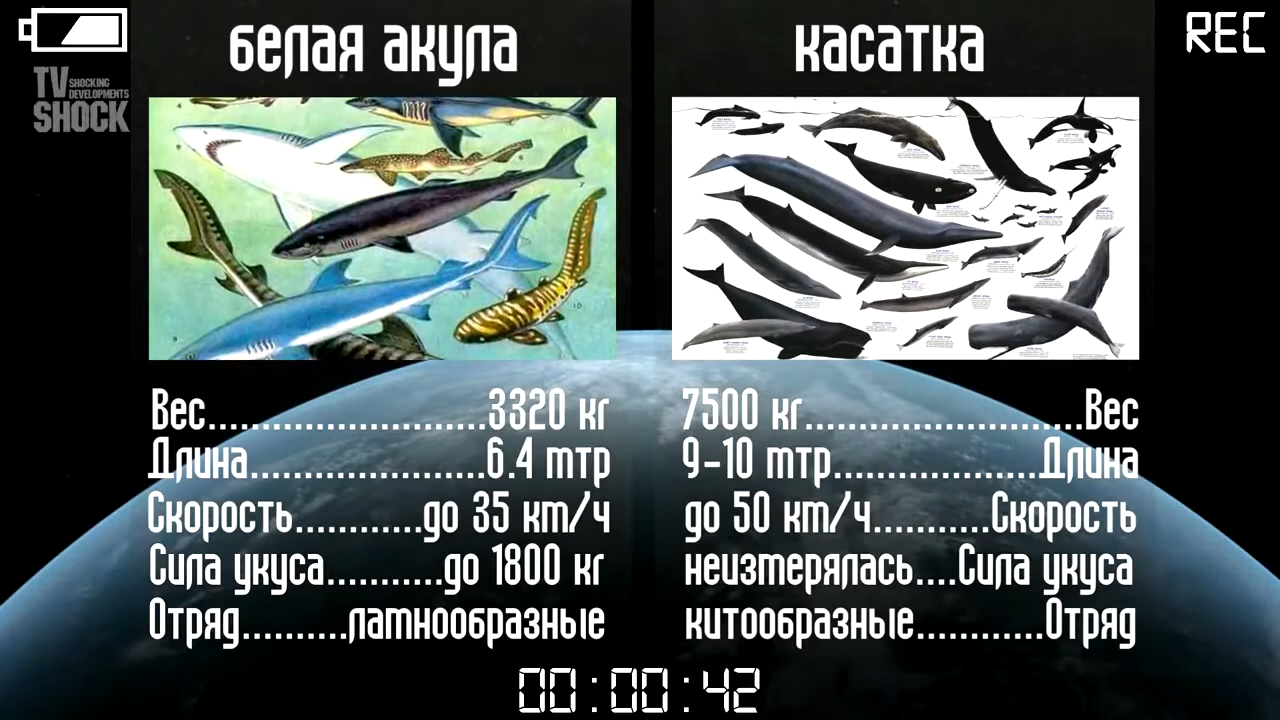 REC
TV SHOCKING DEVELOPMENTS
SHOCK
белая акула
касатка
Вес..........................3320 кг
Длина......................6.4 мтр
Скорость............до 35 км/ч
Сила укуса...........до 1800 кг
Отряд..........латнообразные
7500 кг..........................Вес
9-10 мтр...................Длина
до 50 км/ч...........Скорость
неизмерялась....Сила укуса
китообразные............Отряд
00:00:42